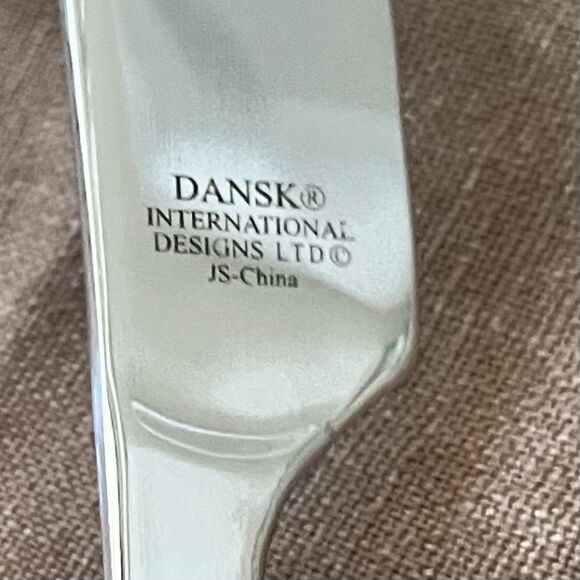 DANSK®
INTERNATIONAL
DESIGNS LTD©
JS-China